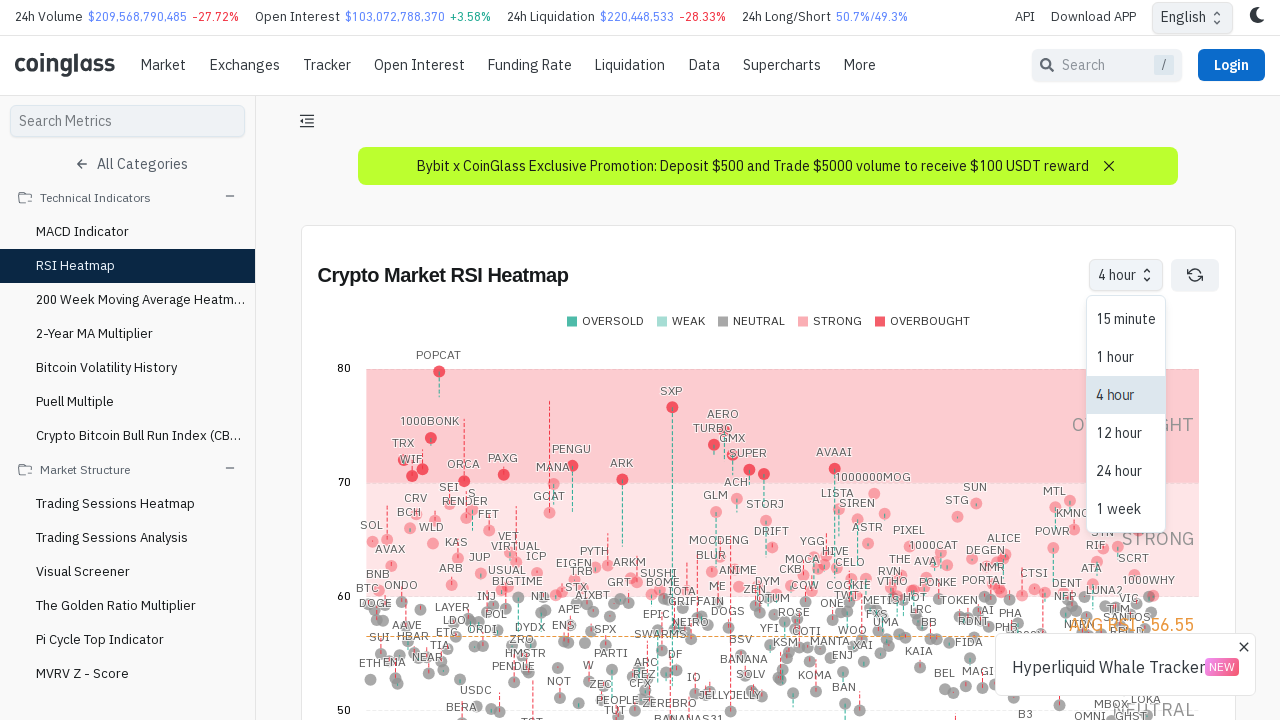 24h Volume $209,568,790,485 -27.72% Open Interest $103,072,788,370 +3.58% 24h Liquidation $220,448,533 -28.33% 24h Long/Short 50.7%/49.3% API Download APP English
coinglass Market Exchanges Tracker Open Interest Funding Rate Liquidation Data Supercharts More Search / Login
Search Metrics
All Categories
Technical Indicators
MACD Indicator
RSI Heatmap
200 Week Moving Average Heatm...
2-Year MA Multiplier
Bitcoin Volatility History
Puell Multiple
Crypto Bitcoin Bull Run Index (CB...
Market Structure
Trading Sessions Heatmap
Trading Sessions Analysis
Visual Screener
The Golden Ratio Multiplier
Pi Cycle Top Indicator
MVRV Z - Score
Bybit x CoinGlass Exclusive Promotion: Deposit $500 and Trade $5000 volume to receive $100 USDT reward
Crypto Market RSI Heatmap
4 hour
15 minute
1 hour
4 hour
12 hour
24 hour
1 week
OVERSOLD WEAK NEUTRAL STRONG OVERBOUGHT
POPCAT
80
SXP
1000BONK AERO
TURBO
TRX GMX
WIF ORCA PAXG MANA PENGU ARK SUPER AVAAI
70
ACH 1000000MOG
SEI S RENDER GOAT GLM LISTA SUN MTL
CRV BCH FET STORJ SIREN STG KMNO
SOL WLD DRIFT ASTR PIXEL POWR
AVAX KAS VET VIRTUAL PYTH MOODENG YGG 1000CAT ALICE RIF STRONG
ARB JUP ICP EIGEN ARKM BLUR MOCA HIVE THE AVA DEGEN SCRT
BNB USUAL TRB SUSHI ANIME CKB CELO RVN NMR CTSI ATA
BTC ONDO BIGTIME STX GRT BOME ME DYM COW COOKIE VTHO PONKE PORTAL DENT 1000WHY
60
DOGE INJ NIL AIXBT IOTA ZEN QTUM TWT HOT NFP LUNA2
LAYER POL APE EPIC GRIFFAIN DOGS ROSE ONE METIS LRC TOKEN AI PHA VIC
AAVE LDO DYDX ENS SPX NEIRO YFI COTI WOO UMA BB RDNT PHB 56.55
SUI HBAR ETC ZRO SWARMS BSV KSM MANTA XAI FIDA
ETH ENA NEAR TIA HMSTR PARTI DF BANANA ENJ KAIA
PENDLE W ARC SOLV KOMA BEL
USDC NOT ZEC REZ CFX IO JELLYJELLY BAN
BERA PEOPLE ZEREBRO MBOX
50
BANANAS31 B3 OMNI
Hyperliquid Whale Tracker NEW